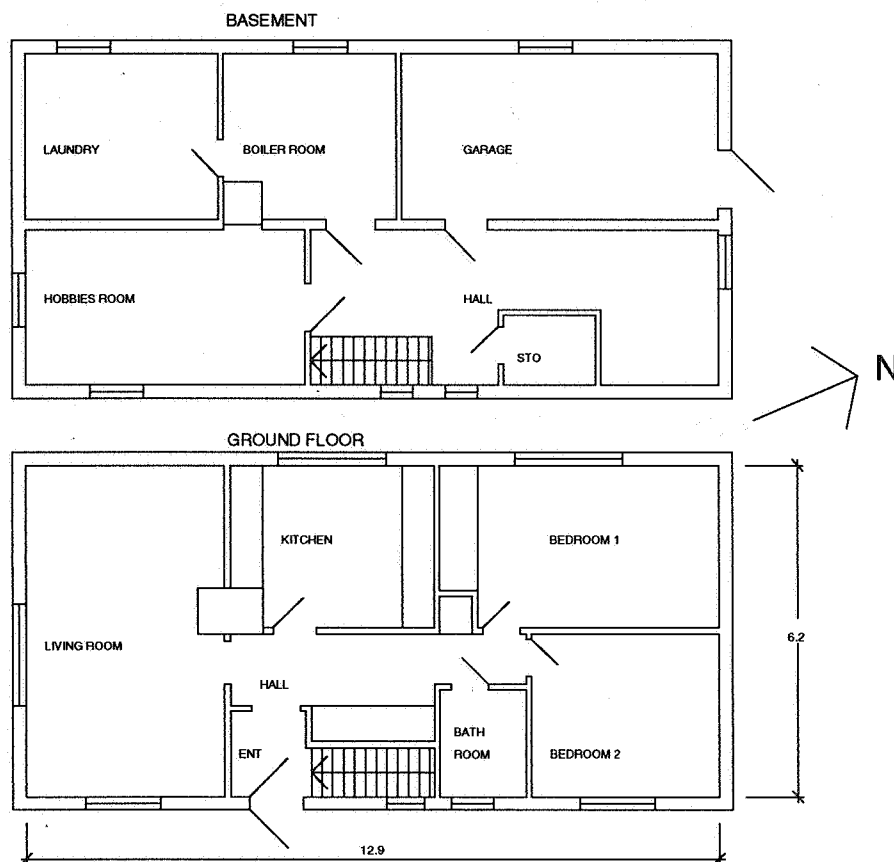 BASEMENT
LAUNDRY
BOILER ROOM
GARAGE
HOBBIES ROOM
HALL
STO
N
GROUND FLOOR
KITCHEN
BEDROOM 1
LIVING ROOM
6.2
HALL
ENT
BATH
ROOM
BEDROOM 2
12.9